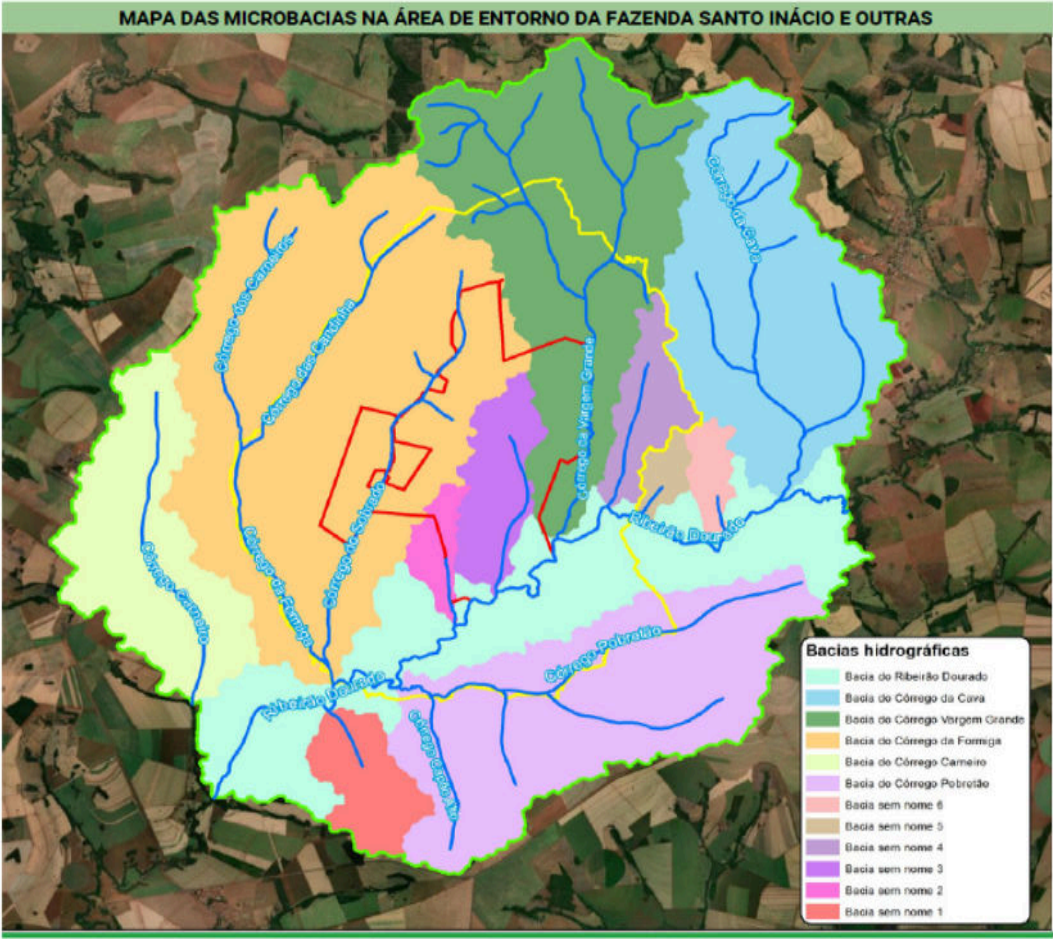 MAPA DAS MICROBACIAS NA ÁREA DE ENTORNO DA FAZENDA SANTO INÁCIO E OUTRAS
Córrego da Cava
Córrego dos Carneiros
Córrego das Candinha
Córrego da Vargem Grande
Córrego do Sobrado
Ribeirão Dourado
Córrego Carneiro
Córrego da Formiga
Córrego Pobretão
Ribeirão Dourado
Córrego
Bacias hidrográficas
Bacia do Ribeirão Dourado
Bacia do Córrego da Cava
Bacia do Córrego Vargem Grande
Bacia do Córrego da Formiga
Bacia do Córrego Carneiro
Bacia do Córrego Pobretão
Bacia sem nome 6
Bacia sem nome 5
Bacia sem nome 4
Bacia sem nome 3
Bacia sem nome 2
Bacia sem nome 1